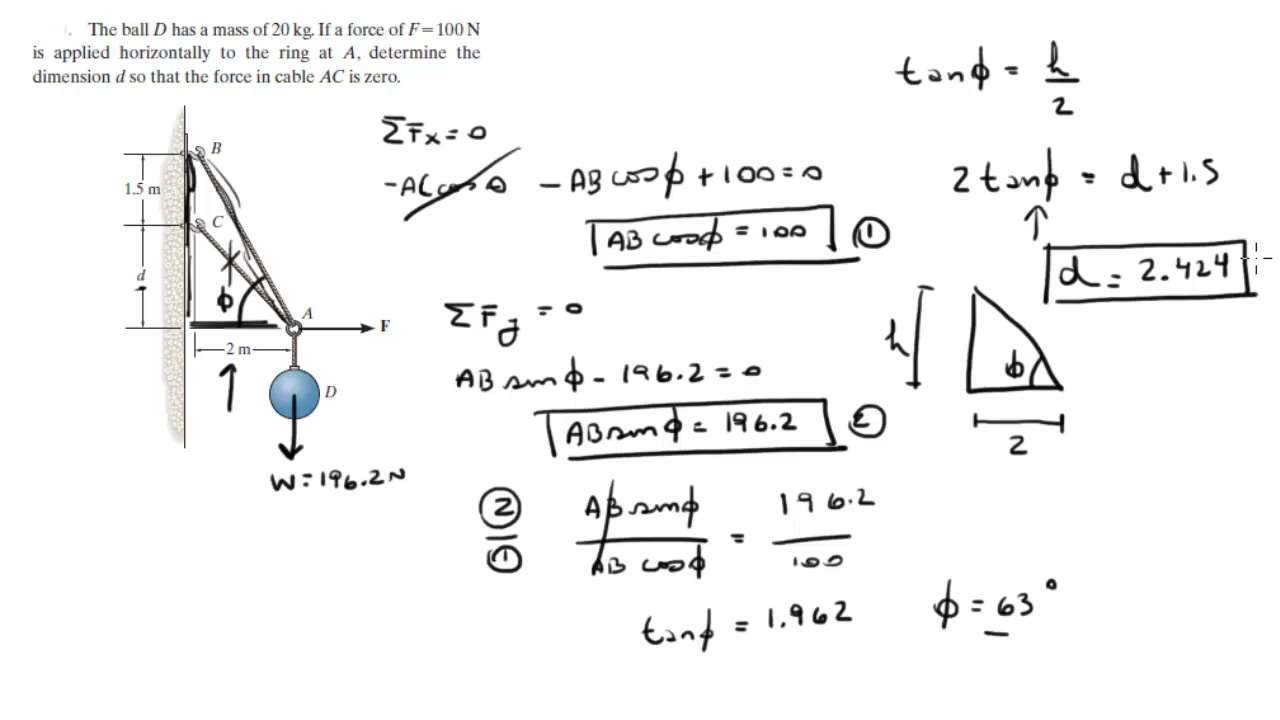 The ball D has a mass of 20 kg. If a force of F = 100 N
is applied horizontally to the ring at A, determine the
dimension d so that the force in cable AC is zero.
B
1.5 m
C
d
ϕ
A
F
2 m
D
W = 196.2 N
ΣFx = 0
-AC cos θ - AB cos ϕ + 100 = 0
AB cos ϕ = 100 ①
ΣFy = 0
AB sin ϕ - 196.2 = 0
AB sin ϕ = 196.2 ②
② AB sin ϕ 196.2
=
① AB cos ϕ 100
tan ϕ = 1.962
ϕ = 63°
tan ϕ = h
2
2 tan ϕ = d + 1.5
d = 2.424
h
ϕ
2